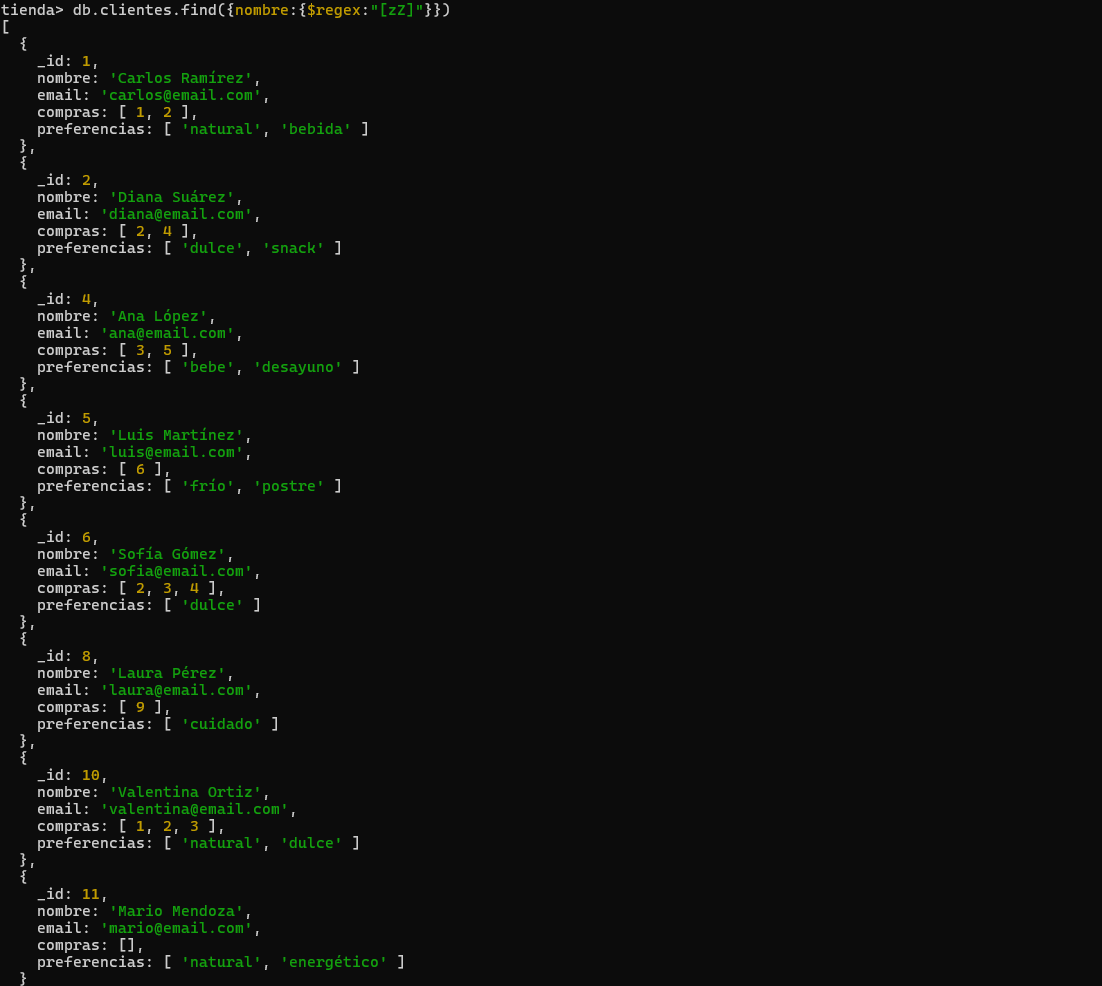 tienda> db.clientes.find({nombre:{$regex:"[zZ]"}})
[
  {
    _id: 1,
    nombre: 'Carlos Ramírez',
    email: 'carlos@email.com',
    compras: [ 1, 2 ],
    preferencias: [ 'natural', 'bebida' ]
  },
  {
    _id: 2,
    nombre: 'Diana Suárez',
    email: 'diana@email.com',
    compras: [ 2, 4 ],
    preferencias: [ 'dulce', 'snack' ]
  },
  {
    _id: 4,
    nombre: 'Ana López',
    email: 'ana@email.com',
    compras: [ 3, 5 ],
    preferencias: [ 'bebe', 'desayuno' ]
  },
  {
    _id: 5,
    nombre: 'Luis Martínez',
    email: 'luis@email.com',
    compras: [ 6 ],
    preferencias: [ 'frío', 'postre' ]
  },
  {
    _id: 6,
    nombre: 'Sofía Gómez',
    email: 'sofia@email.com',
    compras: [ 2, 3, 4 ],
    preferencias: [ 'dulce' ]
  },
  {
    _id: 8,
    nombre: 'Laura Pérez',
    email: 'laura@email.com',
    compras: [ 9 ],
    preferencias: [ 'cuidado' ]
  },
  {
    _id: 10,
    nombre: 'Valentina Ortiz',
    email: 'valentina@email.com',
    compras: [ 1, 2, 3 ],
    preferencias: [ 'natural', 'dulce' ]
  },
  {
    _id: 11,
    nombre: 'Mario Mendoza',
    email: 'mario@email.com',
    compras: [],
    preferencias: [ 'natural', 'energético' ]
  }